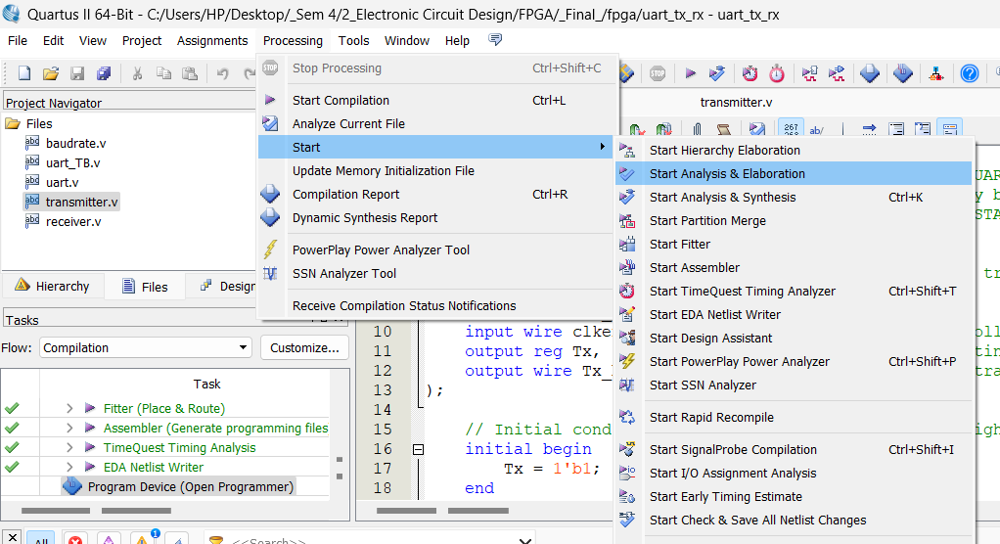 Quartus II 64-Bit - C:/Users/HP/Desktop/_Sem 4/2_Electronic Circuit Design/FPGA/_Final_/fpga/uart_tx_rx - uart_tx_rx
File Edit View Project Assignments Processing Tools Window Help
Stop Processing Ctrl+Shift+C
Start Compilation Ctrl+L
Analyze Current File
Start
Update Memory Initialization File
Compilation Report Ctrl+R
Dynamic Synthesis Report
PowerPlay Power Analyzer Tool
SSN Analyzer Tool
Receive Compilation Status Notifications
Project Navigator
Files
baudrate.v
uart_TB.v
uart.v
transmitter.v
receiver.v
Hierarchy Files Design
Tasks
Flow: Compilation Customize...
Task
Fitter (Place & Route)
Assembler (Generate programming files
TimeQuest Timing Analysis
EDA Netlist Writer
Program Device (Open Programmer)
All <<Search>>
transmitter.v
267
ab/
Start Hierarchy Elaboration
Start Analysis & Elaboration
Start Analysis & Synthesis Ctrl+K
Start Partition Merge
Start Fitter
Start Assembler
Start TimeQuest Timing Analyzer Ctrl+Shift+T
Start EDA Netlist Writer
Start Design Assistant
Start PowerPlay Power Analyzer Ctrl+Shift+P
Start SSN Analyzer
Start Rapid Recompile
Start SignalProbe Compilation Ctrl+Shift+I
Start I/O Assignment Analysis
Start Early Timing Estimate
Start Check & Save All Netlist Changes
10 input wire clke
11 output reg Tx,
12 output wire Tx_
13 );
14
15 // Initial cond
16 initial begin
17 Tx = 1'b1;
18 end